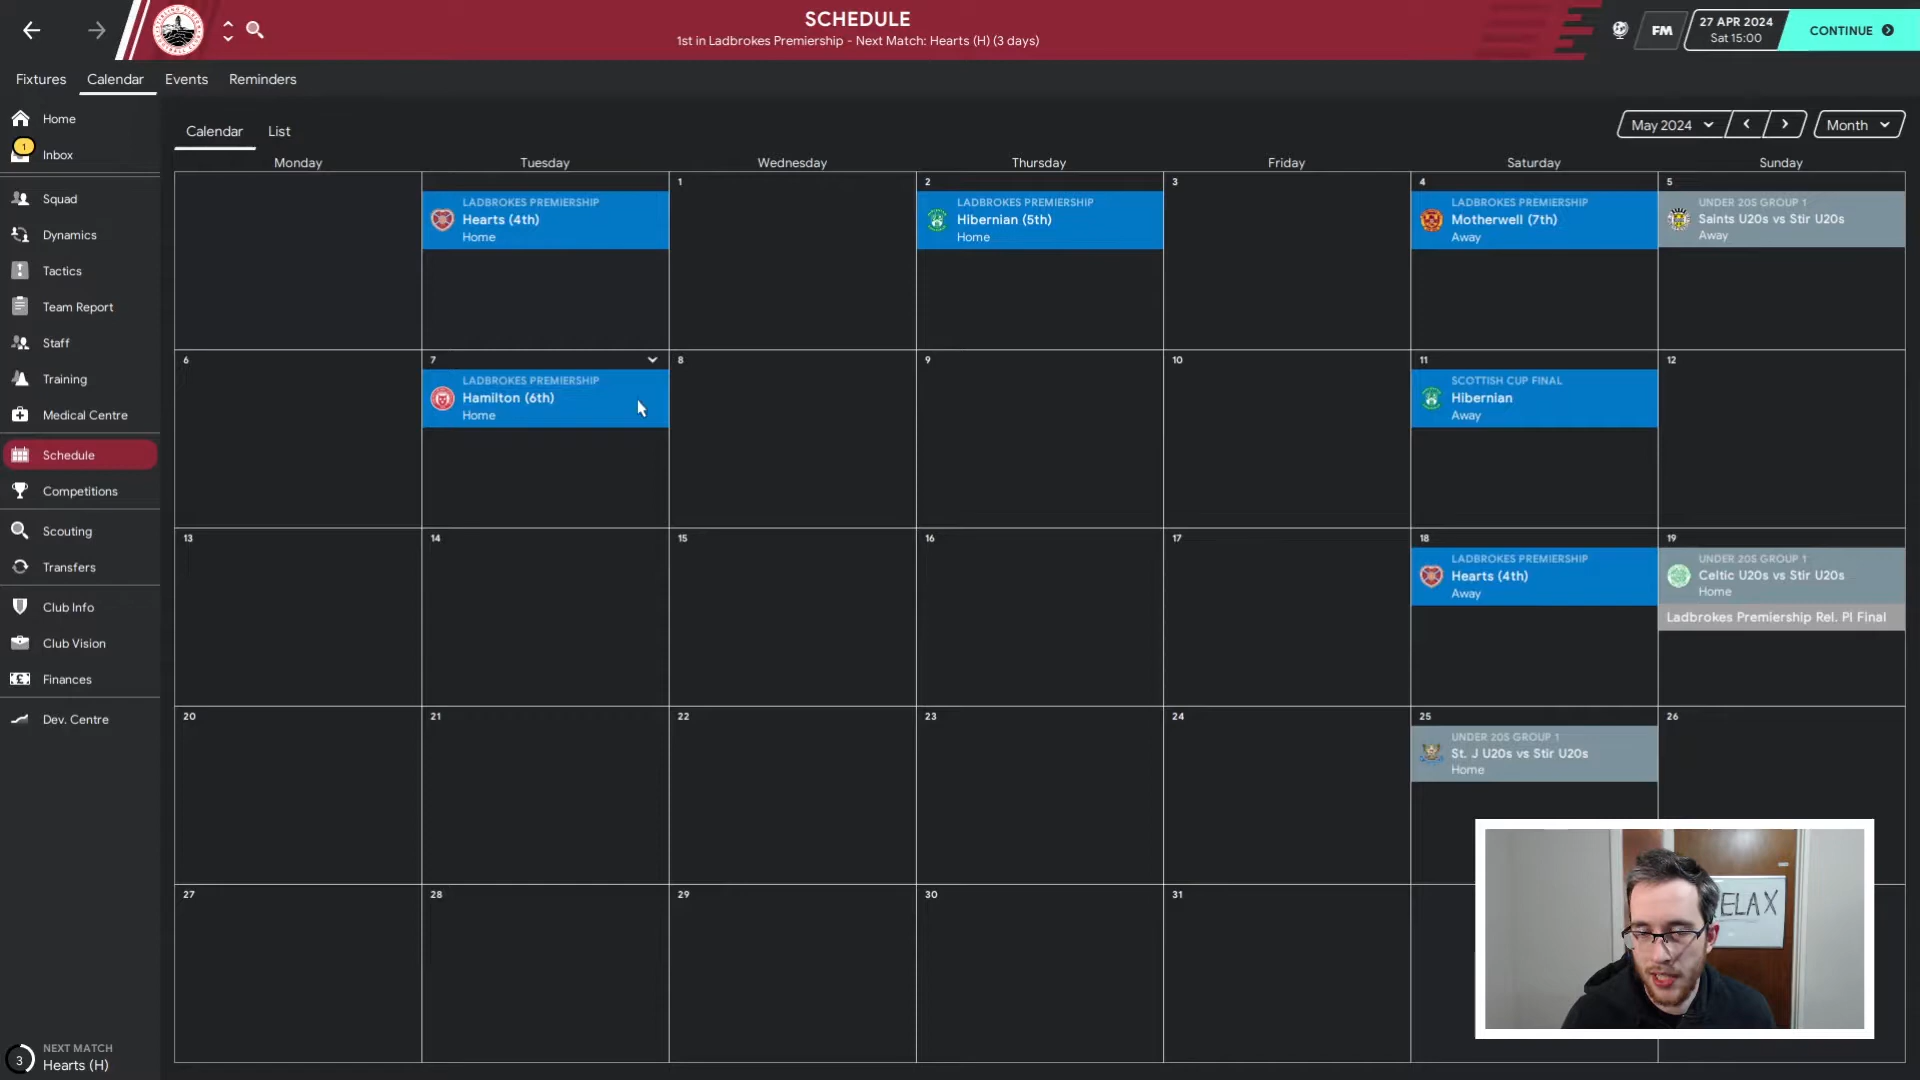 SCHEDULE
1st in Ladbrokes Premiership - Next Match: Hearts (H) (3 days)
FM
27 APR 2024
Sat 15:00
CONTINUE
Fixtures
Calendar
Events
Reminders
Home
1
Inbox
Squad
Dynamics
Tactics
Team Report
Staff
Training
Medical Centre
Schedule
Competitions
Scouting
Transfers
Club Info
Club Vision
Finances
Dev. Centre
3
NEXT MATCH
Hearts (H)
Calendar
List
May 2024
Month
Monday
Tuesday
Wednesday
Thursday
Friday
Saturday
Sunday
LADBROKES PREMIERSHIP
Hearts (4th)
Home
1
2
LADBROKES PREMIERSHIP
Hibernian (5th)
Home
3
4
LADBROKES PREMIERSHIP
Motherwell (7th)
Away
5
UNDER 20S GROUP 1
Saints U20s vs Stir U20s
Away
6
7
LADBROKES PREMIERSHIP
Hamilton (6th)
Home
8
9
10
11
SCOTTISH CUP FINAL
Hibernian
Away
12
13
14
15
16
17
18
LADBROKES PREMIERSHIP
Hearts (4th)
Away
19
UNDER 20S GROUP 1
Celtic U20s vs Stir U20s
Home
Ladbrokes Premiership Rel. Pl Final
20
21
22
23
24
25
UNDER 20S GROUP 1
St. J U20s vs Stir U20s
Home
26
27
28
29
30
31
ELAX